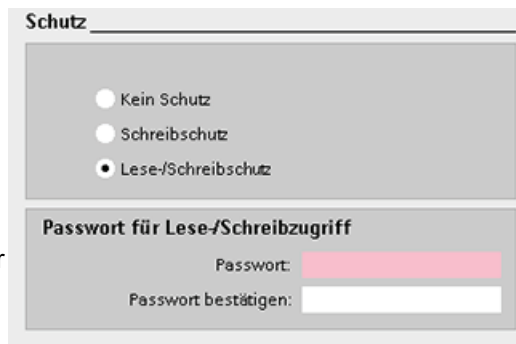 Schutz
Kein Schutz
Schreibschutz
Lese-/Schreibschutz
Passwort für Lese-/Schreibzugriff
r
Passwort:
Passwort bestätigen: